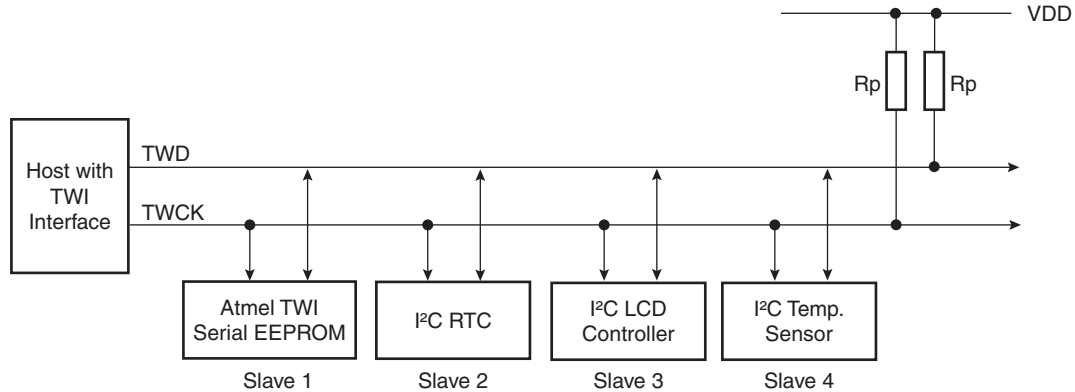 VDD
Rp
Rp
Host with
TWI
Interface
TWD
TWCK
Atmel TWI
Serial EEPROM
I²C RTC
I²C LCD
Controller
I²C Temp.
Sensor
Slave 1
Slave 2
Slave 3
Slave 4